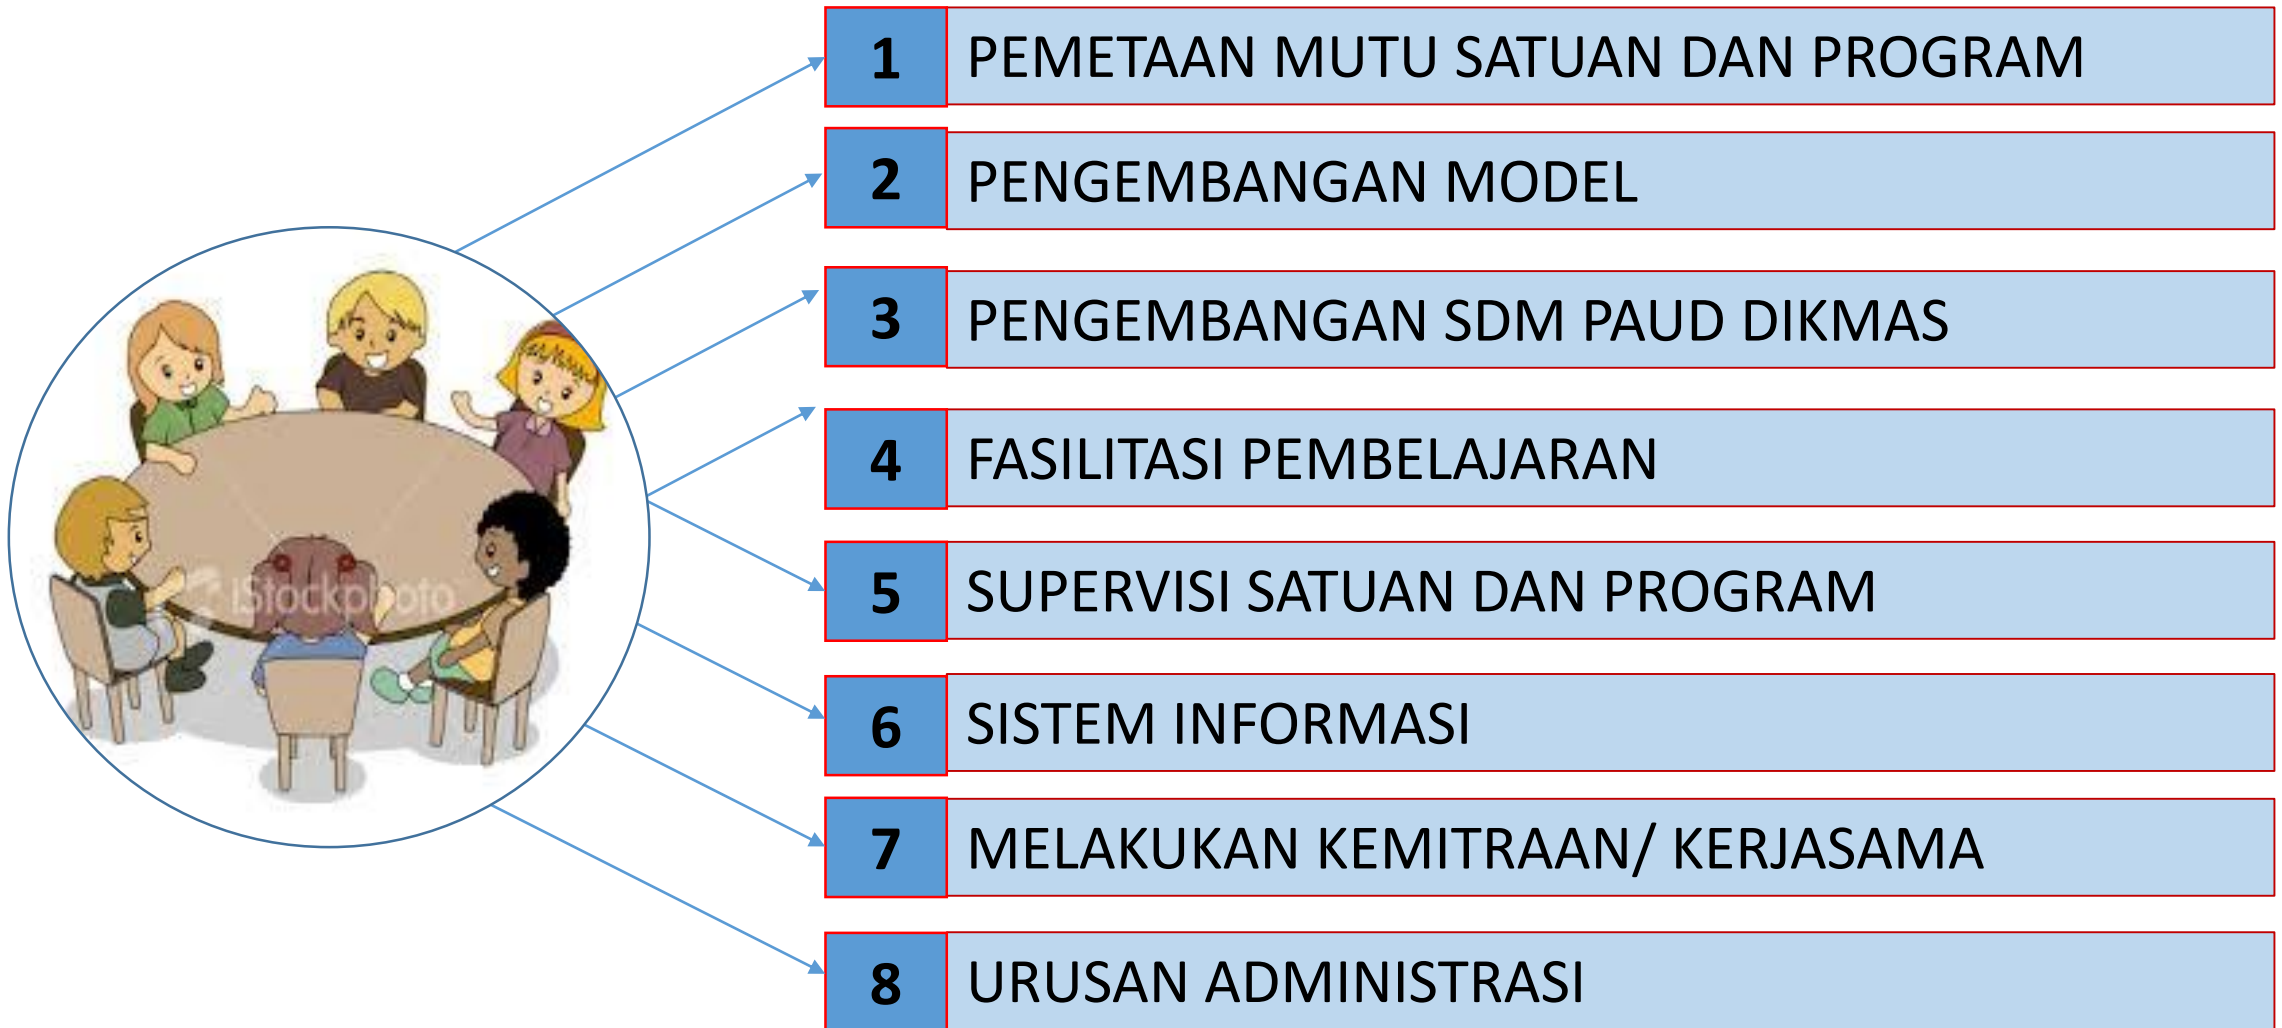 1 PEMETAAN MUTU SATUAN DAN PROGRAM
2 PENGEMBANGAN MODEL
3 PENGEMBANGAN SDM PAUD DIKMAS
4 FASILITASI PEMBELAJARAN
5 SUPERVISI SATUAN DAN PROGRAM
6 SISTEM INFORMASI
7 MELAKUKAN KEMITRAAN/ KERJASAMA
8 URUSAN ADMINISTRASI
iStockphoto